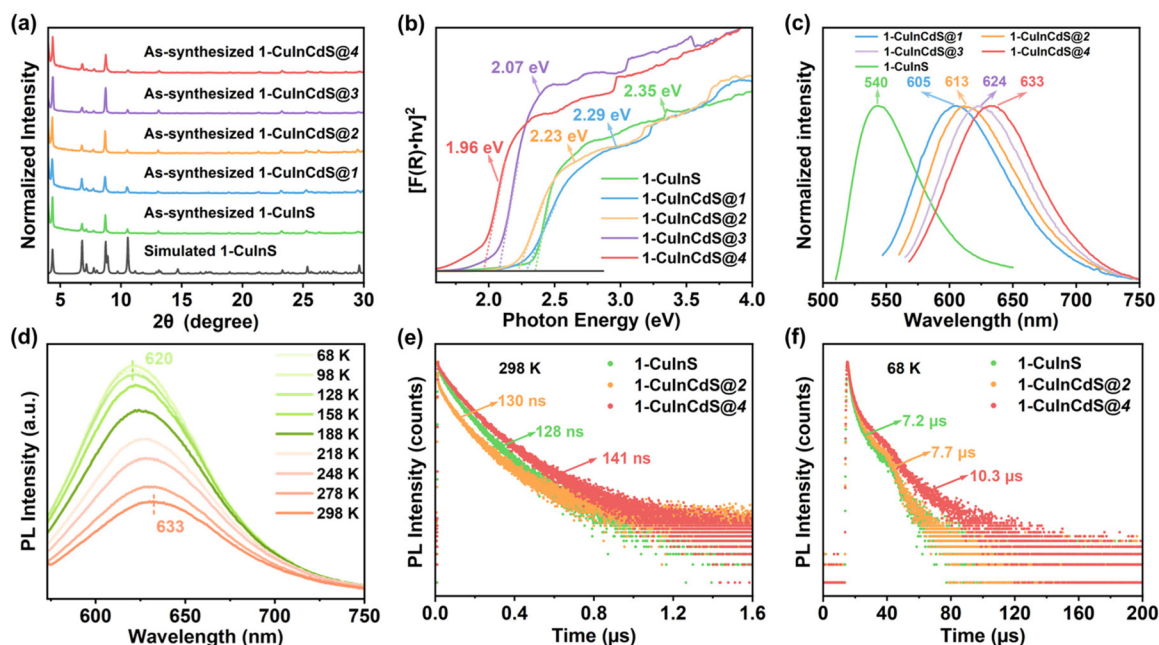 (a)
As-synthesized 1-CuInCdS@4
As-synthesized 1-CuInCdS@3
As-synthesized 1-CuInCdS@2
As-synthesized 1-CuInCdS@1
As-synthesized 1-CuInS
Simulated 1-CuInS
Normalized Intensity
5 10 15 20 25 30
2θ (degree)
(b)
2.07 eV
2.35 eV
2.29 eV
2.23 eV
1.96 eV
1-CuInS
1-CuInCdS@1
1-CuInCdS@2
1-CuInCdS@3
1-CuInCdS@4
[F(R)•hv]²
2.0 2.5 3.0 3.5 4.0
Photon Energy (eV)
(c)
1-CuInCdS@1 1-CuInCdS@2
1-CuInCdS@3 1-CuInCdS@4
1-CuInS
540 605 613 624 633
Normalized Intensity
500 550 600 650 700 750
Wavelength (nm)
(d)
620
68 K
98 K
128 K
158 K
188 K
218 K
248 K
278 K
298 K
633
PL Intensity (a.u.)
600 650 700 750
Wavelength (nm)
(e)
298 K
1-CuInS
1-CuInCdS@2
1-CuInCdS@4
130 ns
128 ns
141 ns
PL Intensity (counts)
0.0 0.4 0.8 1.2 1.6
Time (µs)
(f)
68 K
1-CuInS
1-CuInCdS@2
1-CuInCdS@4
7.2 µs
7.7 µs
10.3 µs
PL Intensity (counts)
0 40 80 120 160 200
Time (µs)